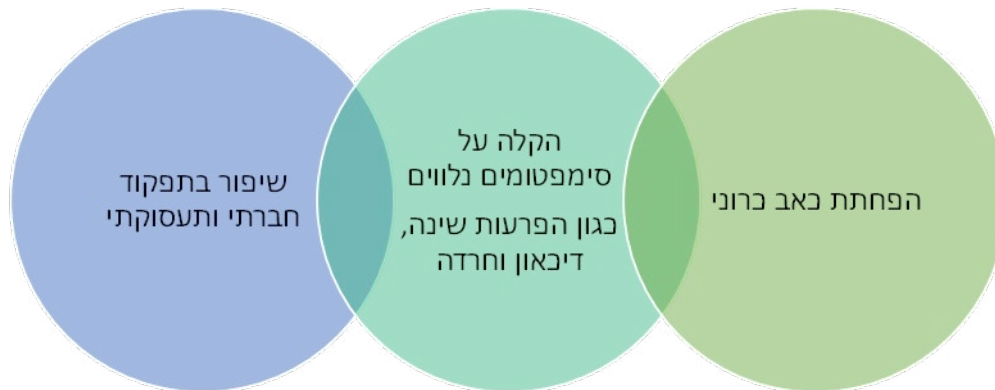 הפחתת כאב כרוני
הקלה על
סימפטומים נלווים
כגון הפרעות שינה,
דיכאון וחרדה
שיפור בתפקוד
חברתי ותעסוקתי